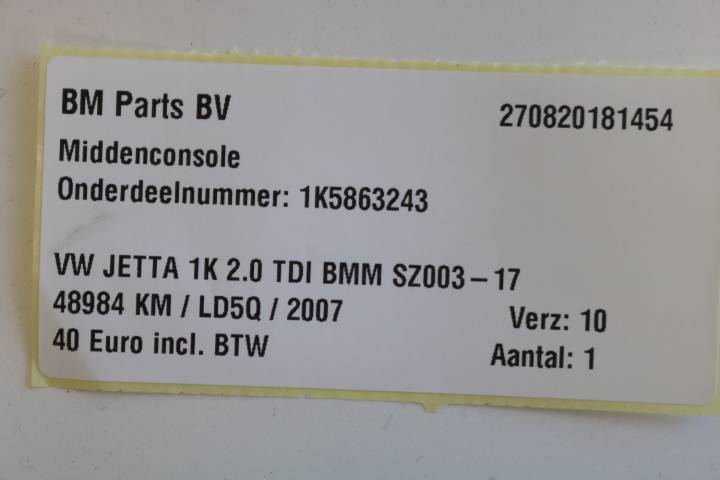 BM Parts BV 270820181454
Middenconsole
Onderdeelnummer: 1K5863243
VW JETTA 1K 2.0 TDI BMM SZ003-17
48984 KM / LD5Q / 2007 Verz: 10
40 Euro incl. BTW Aantal: 1